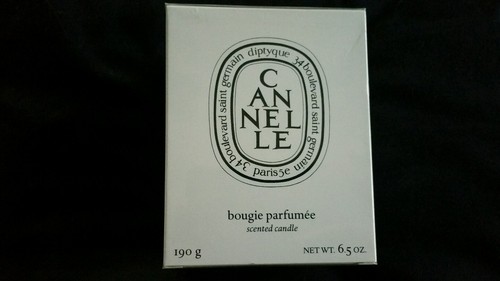 34 boulevard saint germain diptyque 34 boulevard saint germain
paris5e
C
AN
NEL
LE
bougie parfumée
scented candle
190 g
NET WT. 6.5 OZ.